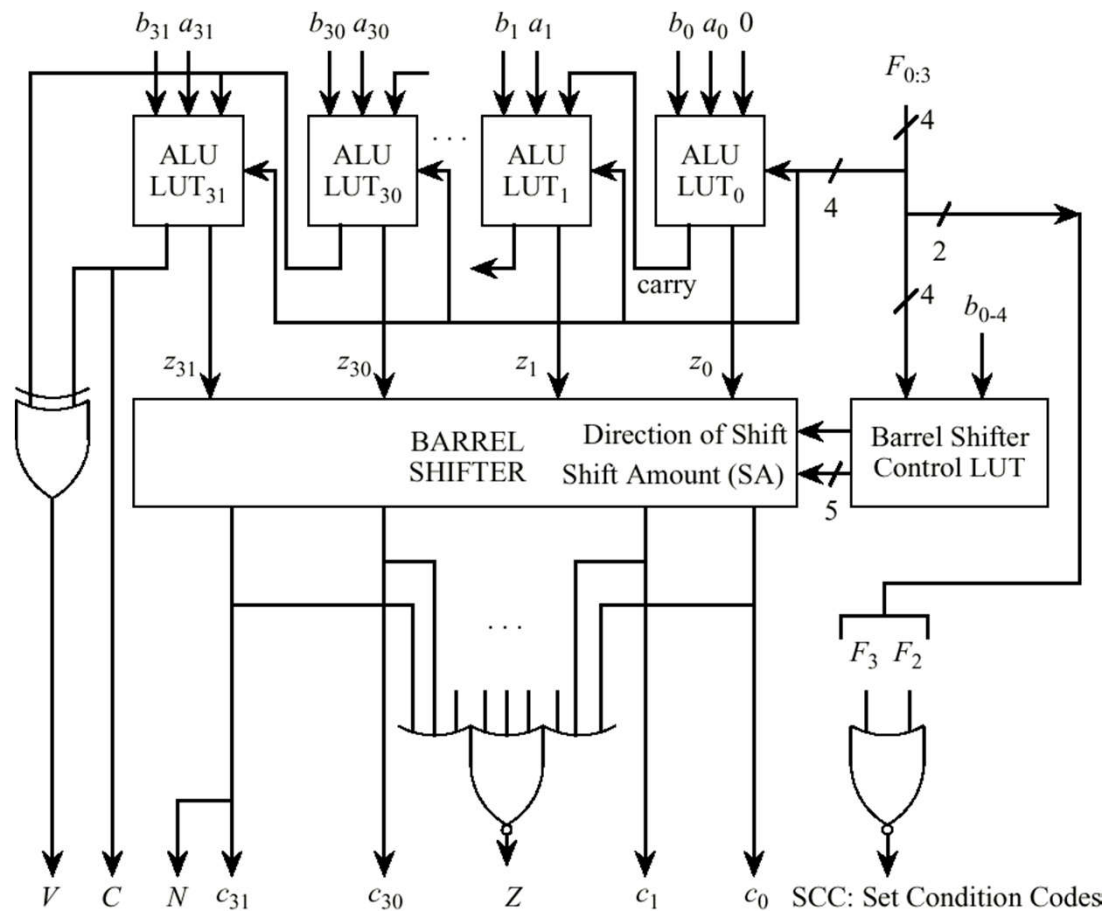 b31 a31 b30 a30 b1 a1 b0 a0 0
F0:3
4
ALU LUT31
ALU LUT30
. . .
ALU LUT1
ALU LUT0
4
2
carry
4
b0-4
z31 z30 z1 z0
BARREL SHIFTER
Direction of Shift
Shift Amount (SA)
5
Barrel Shifter
Control LUT
. . .
F3 F2
V C N c31 c30 Z c1 c0 SCC: Set Condition Codes